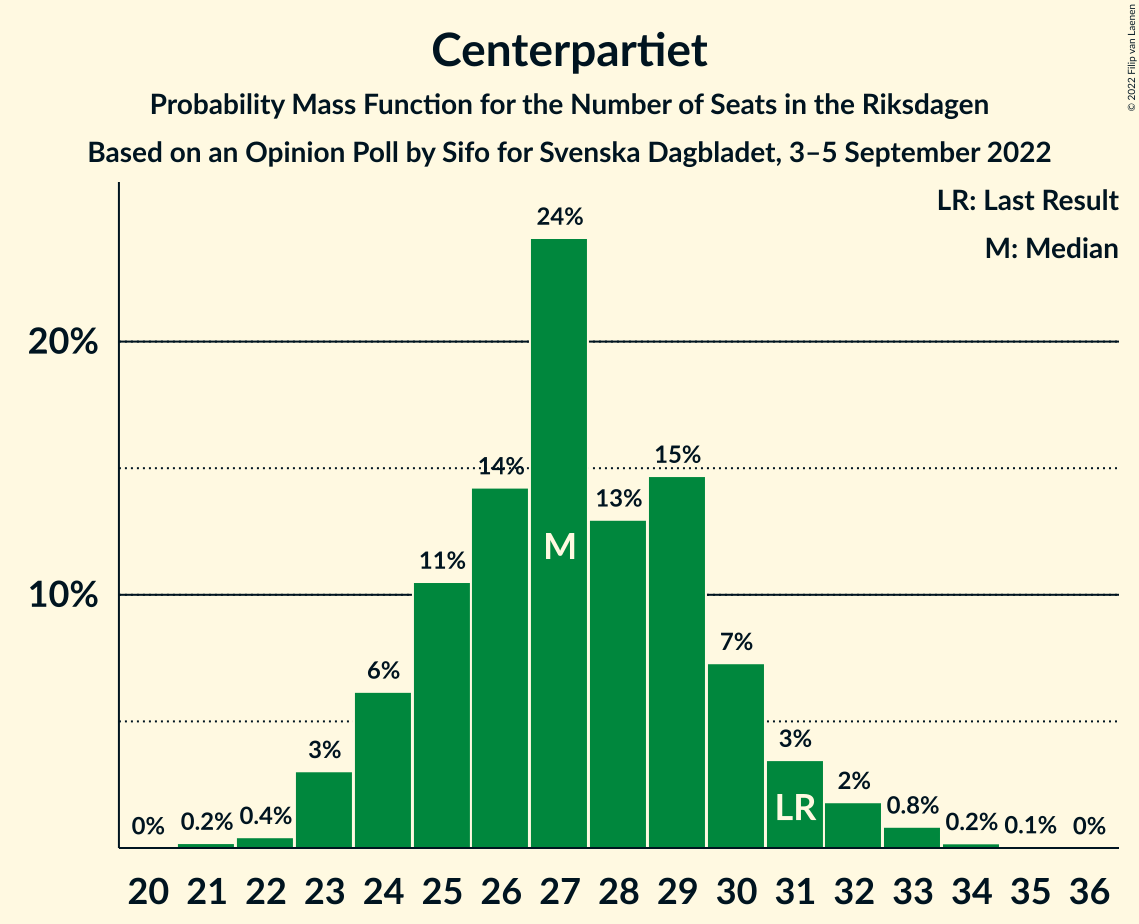 Centerpartiet
Probability Mass Function for the Number of Seats in the Riksdagen
Based on an Opinion Poll by Sifo for Svenska Dagbladet, 3–5 September 2022
© 2022 Filip van Laenen
LR: Last Result
M: Median
20%
10%
0%
0.2%
0.4%
3%
6%
11%
14%
24%
13%
15%
7%
3%
2%
0.8%
0.2%
0.1%
0%
M
LR
20 21 22 23 24 25 26 27 28 29 30 31 32 33 34 35 36